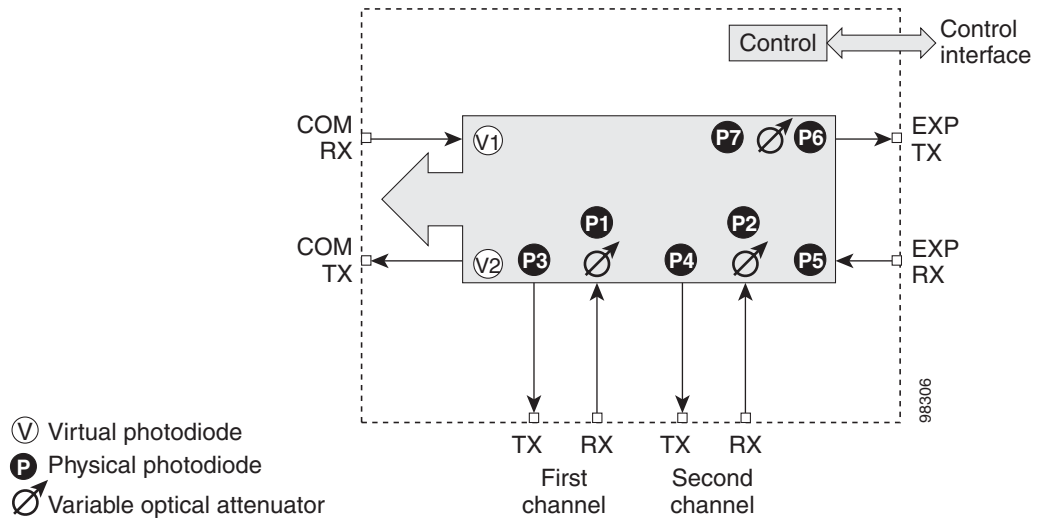 Control
Control
interface
COM
RX
V1
P7
P6
EXP
TX
P1
P2
COM
TX
V2
P3
P4
P5
EXP
RX
98306
TX
RX
TX
RX
First
channel
Second
channel
V Virtual photodiode
P Physical photodiode
Variable optical attenuator